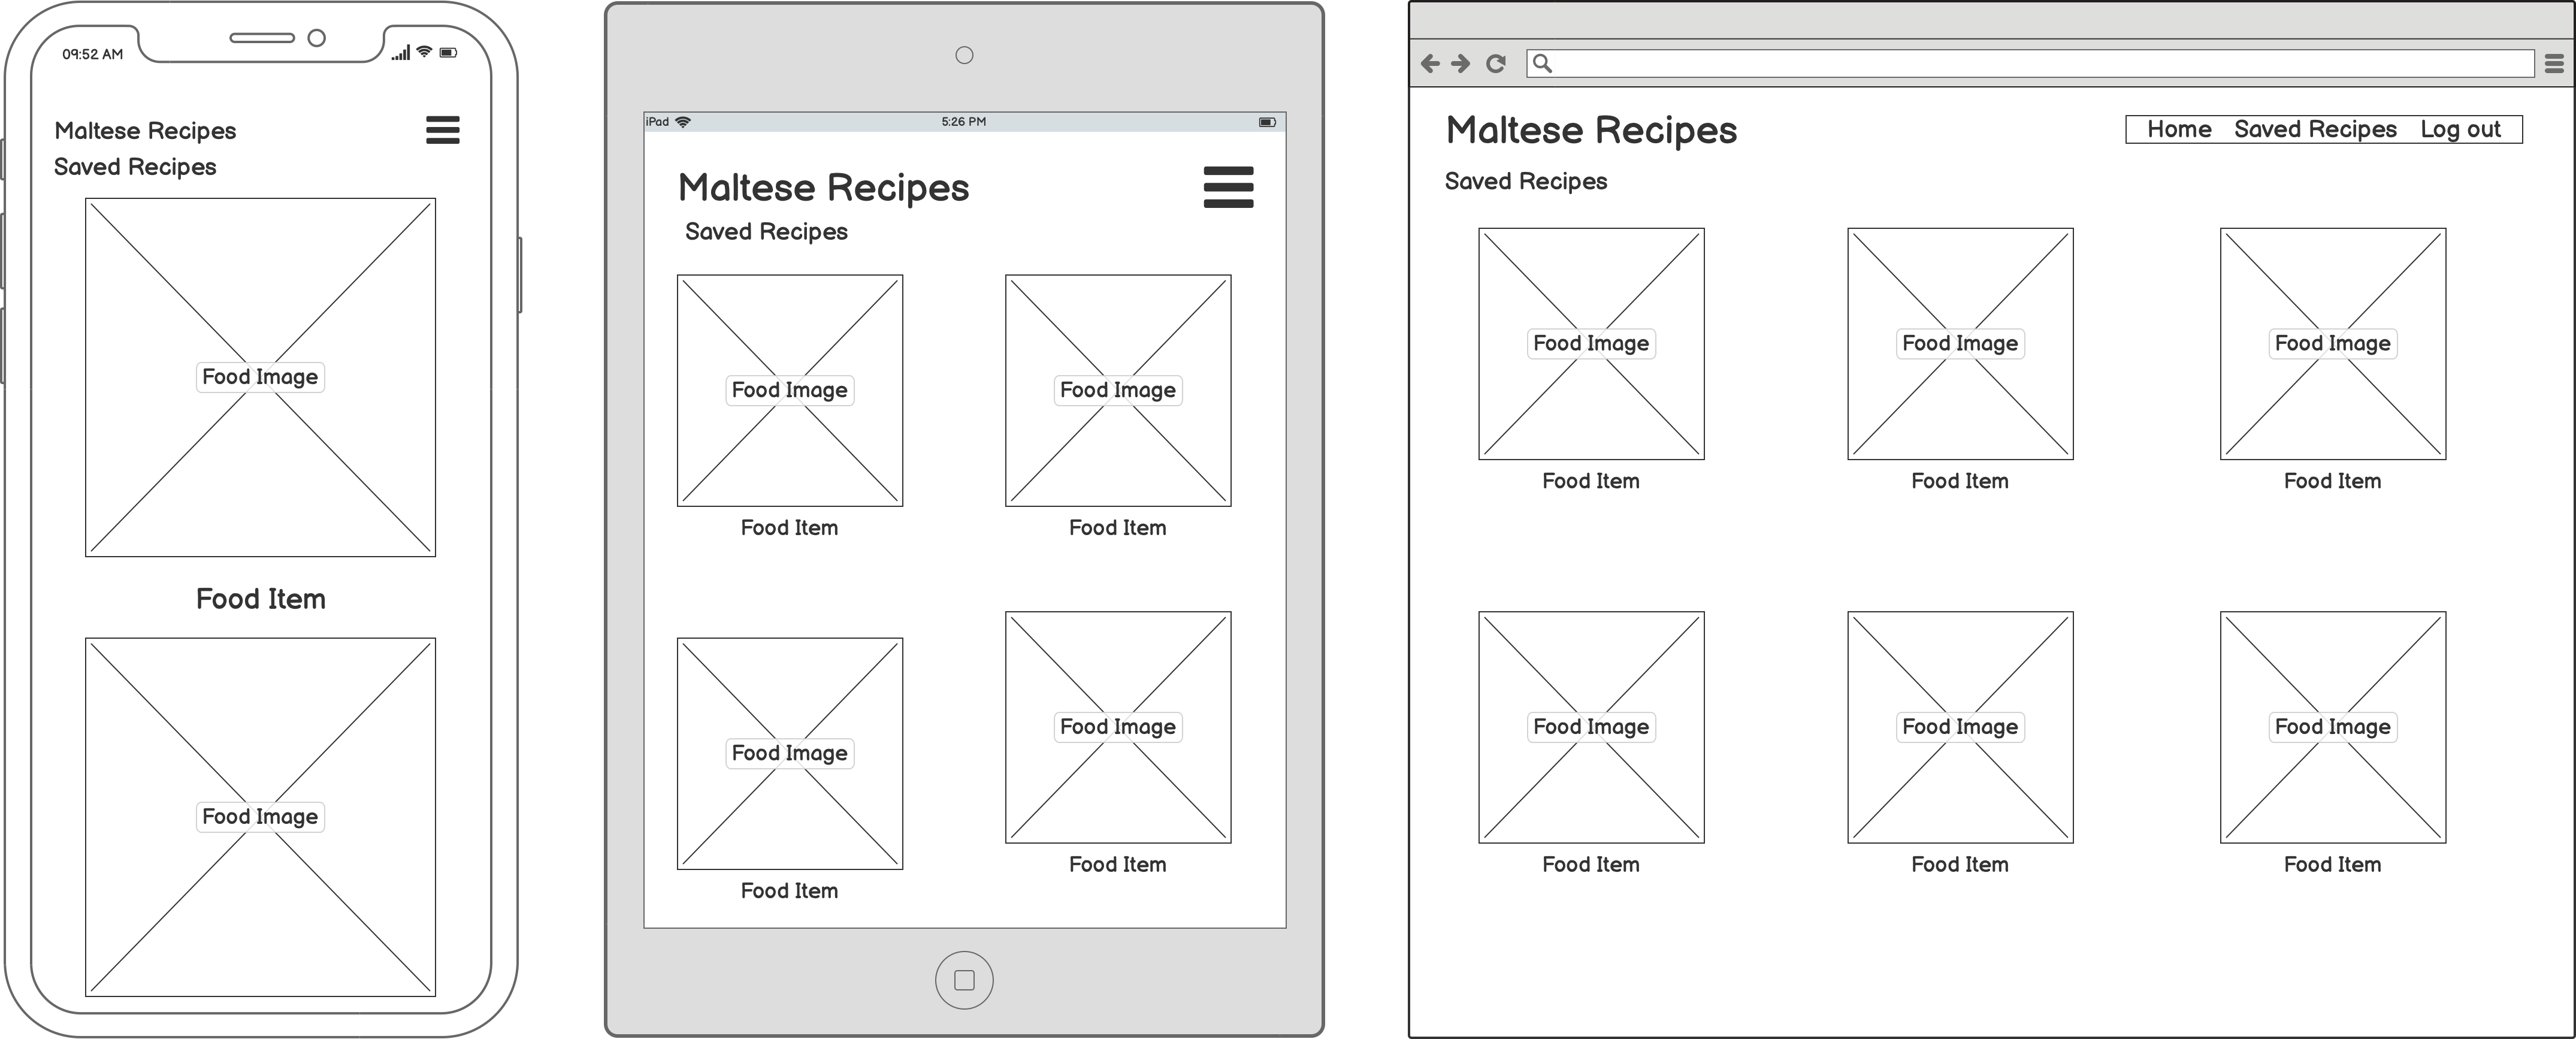 09:52 AM
Maltese Recipes
Saved Recipes
Food Image
Food Item
Food Image
iPad
5:26 PM
Maltese Recipes
Saved Recipes
Food Image Food Image
Food Item Food Item
Food Image Food Image
Food Item Food Item
Maltese Recipes
Home Saved Recipes Log out
Saved Recipes
Food Image Food Image Food Image
Food Item Food Item Food Item
Food Image Food Image Food Image
Food Item Food Item Food Item